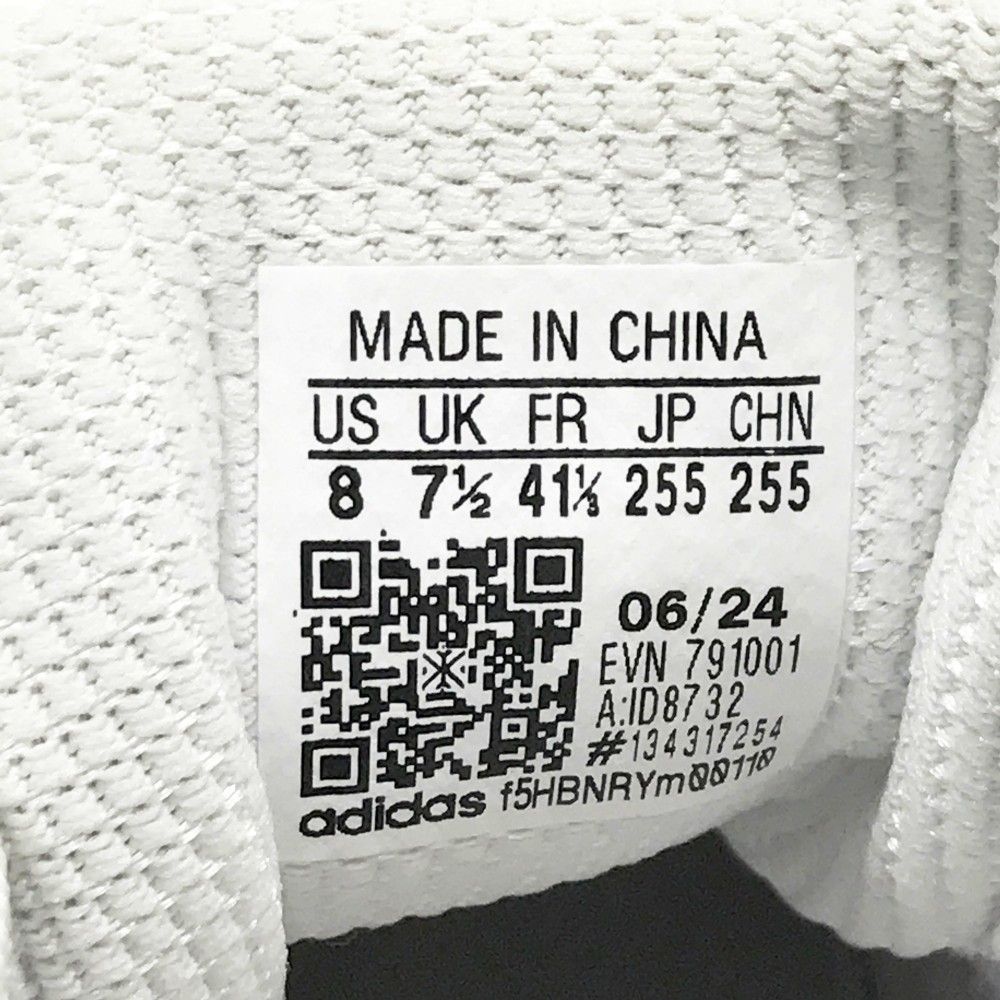 MADE IN CHINA
US UK FR JP CHN
8 7½ 41⅓ 255 255
06/24
EVN 791001
A:ID8732
#134317254
adidas f5HBNRYm00110